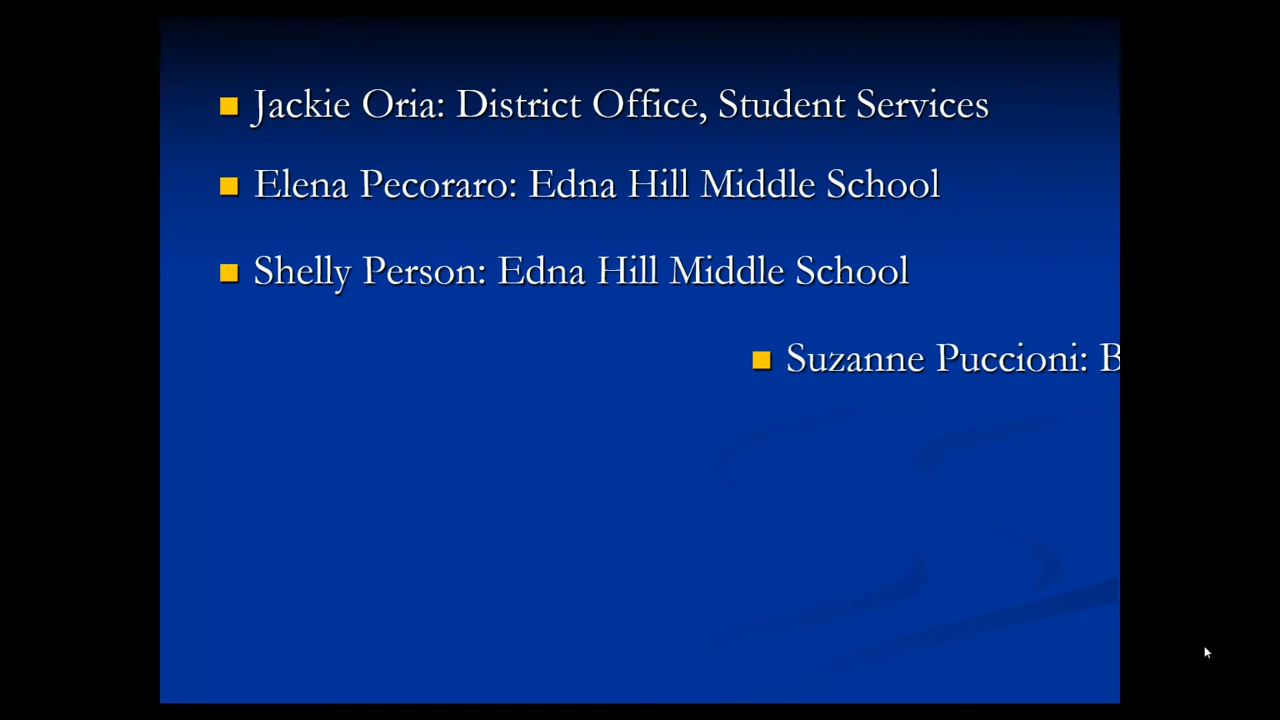 Jackie Oria: District Office, Student Services
Elena Pecoraro: Edna Hill Middle School
Shelly Person: Edna Hill Middle School
Suzanne Puccioni: B